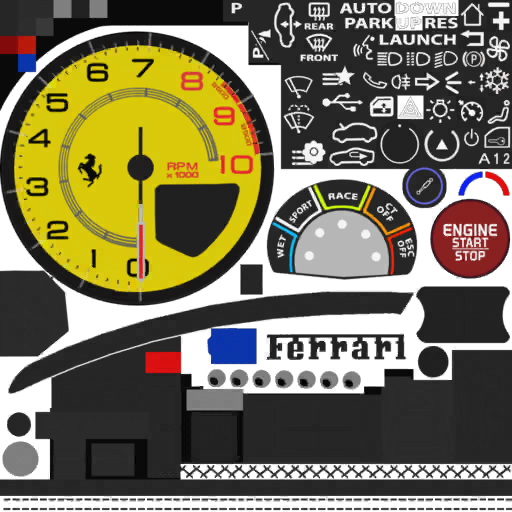 P
AUTO DOWN
PARK UP RES
REAR
LAUNCH
FRONT
P/
(P)
A 12
6 7 8
5 9
4 10
3
2
1 0
RPM
x 1000
WET
SPORT
RACE
CT
OFF
ESC
OFF
ENGINE
START
STOP
Ferrari